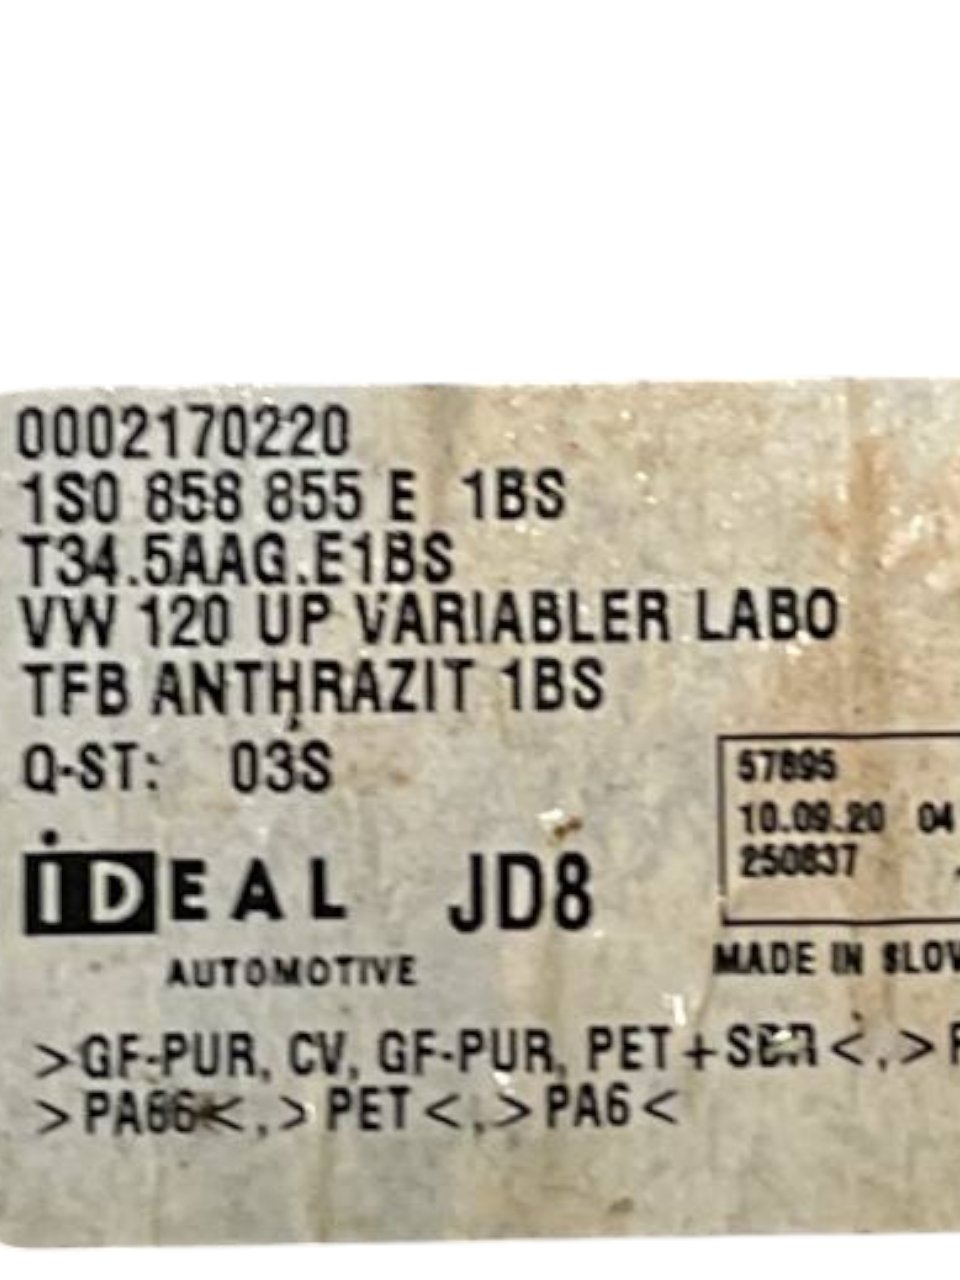 0002170220
1S0 858 855 E 1BS
T34.5AAG.E1BS
VW 120 UP VARIABLER LABO
TFB ANTHRAZIT 1BS
Q-ST: 03S
57895
10.09.20 04
250837
iDEAL JD8
AUTOMOTIVE
MADE IN SLOV
>GF-PUR, CV, GF-PUR, PET+SBR<,>P
>PA66<,>PET<,>PA6<